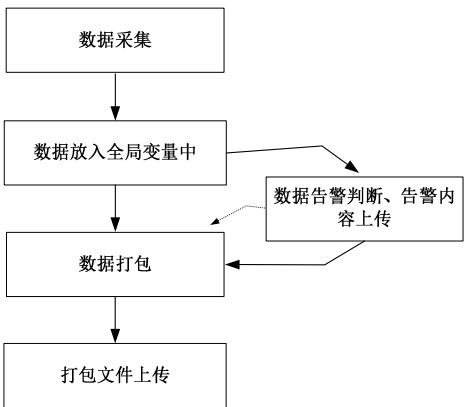 数据采集
数据放入全局变量中
数据告警判断、告警内
容上传
数据打包
打包文件上传